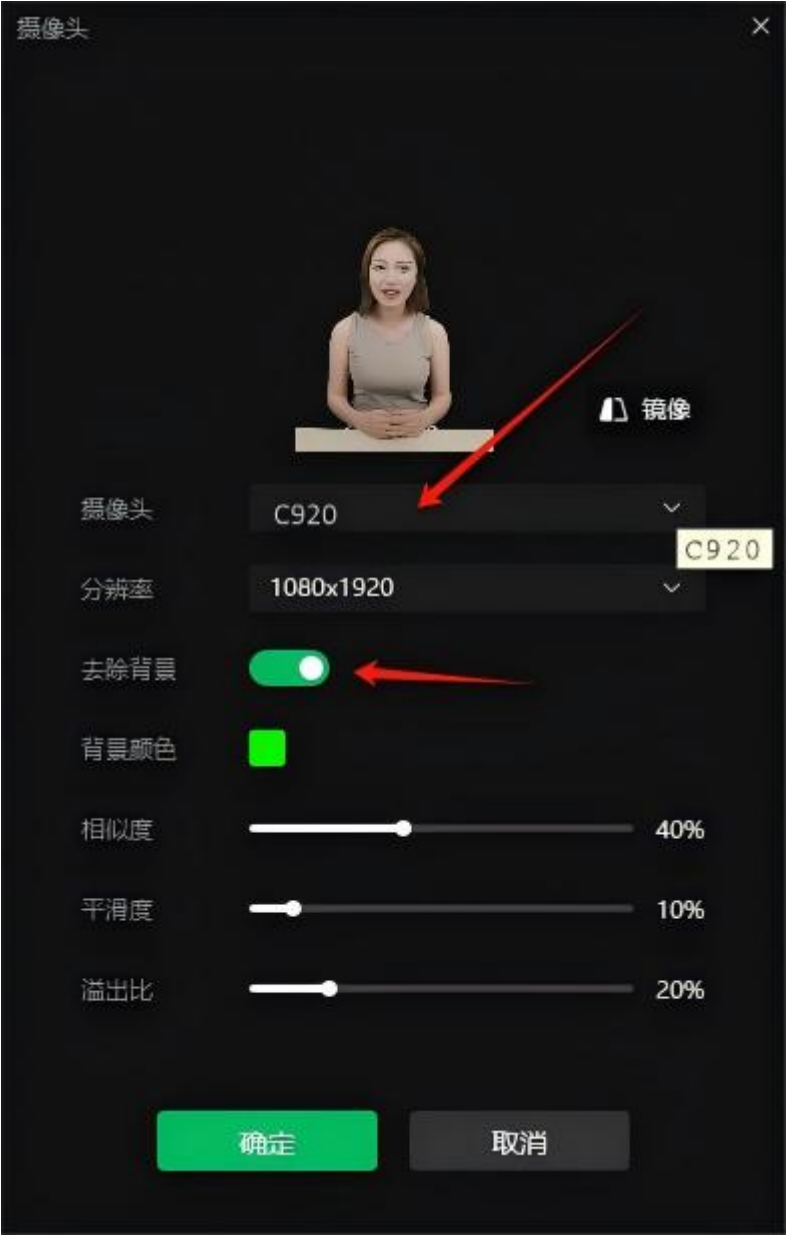 摄像头
镜像
摄像头 C920
C920
分辨率 1080x1920
去除背景
背景颜色
相似度 40%
平滑度 10%
溢出比 20%
确定 取消